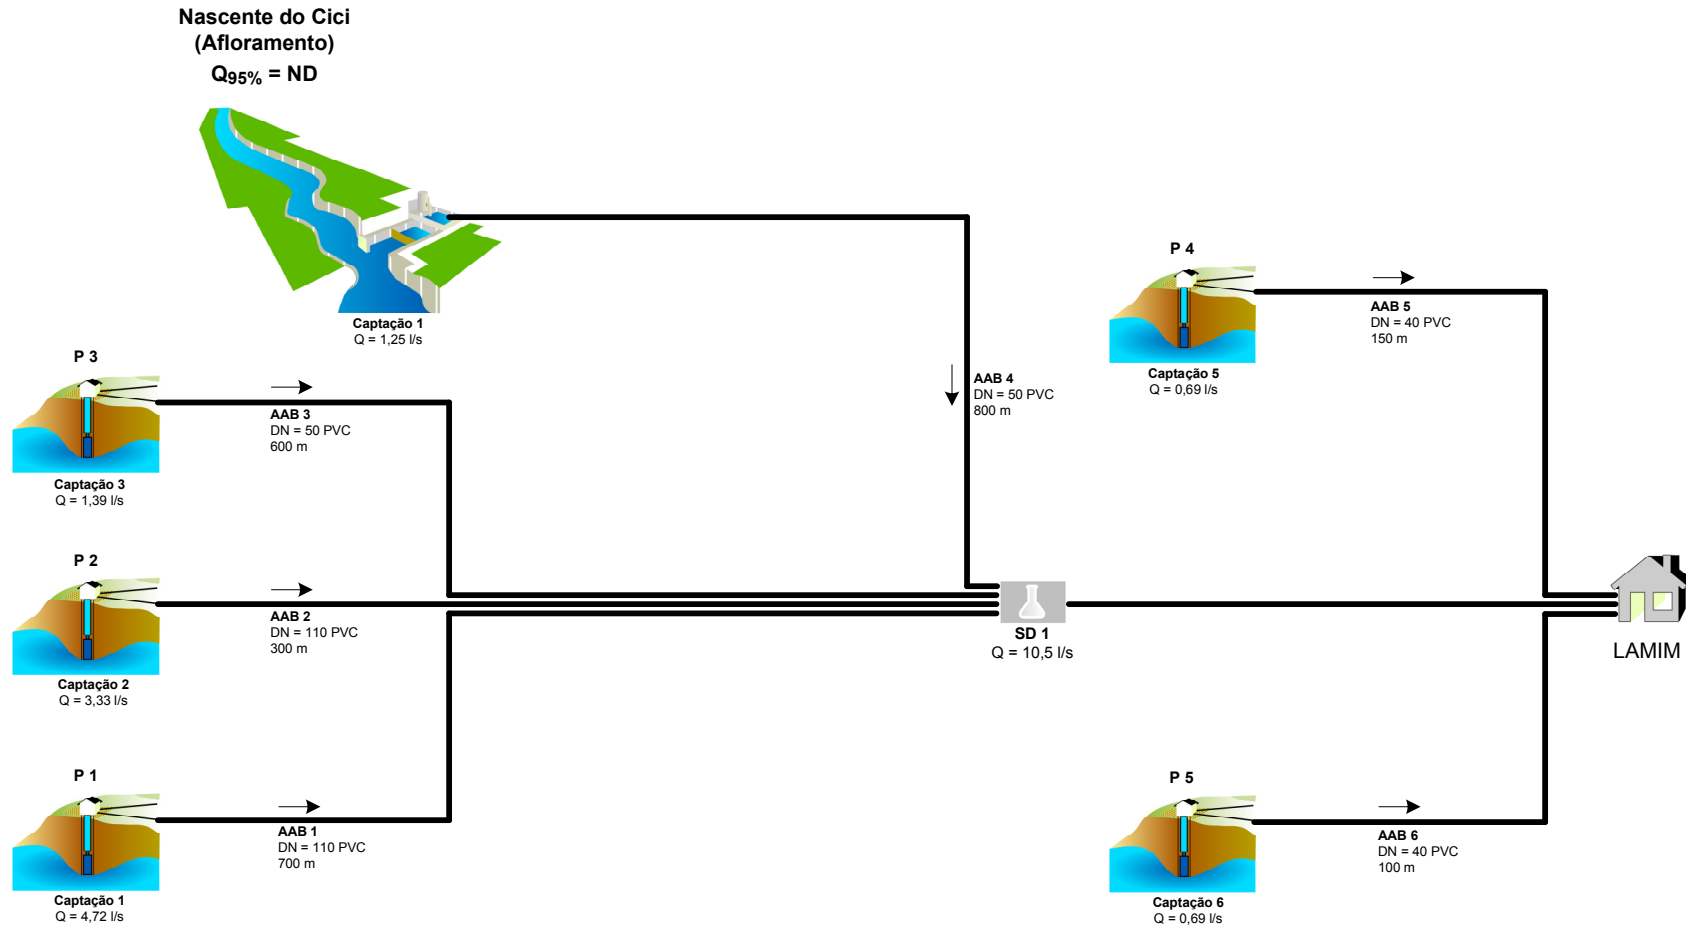 Nascente do Cici
(Afloramento)
Q95% = ND
Captação 1
Q = 1,25 l/s
P 3
AAB 3
DN = 50 PVC
600 m
Captação 3
Q = 1,39 l/s
P 2
AAB 2
DN = 110 PVC
300 m
Captação 2
Q = 3,33 l/s
P 1
AAB 1
DN = 110 PVC
700 m
Captação 1
Q = 4,72 l/s
AAB 4
DN = 50 PVC
800 m
SD 1
Q = 10,5 l/s
P 4
AAB 5
DN = 40 PVC
150 m
Captação 5
Q = 0,69 l/s
LAMIM
P 5
AAB 6
DN = 40 PVC
100 m
Captação 6
Q = 0,69 l/s